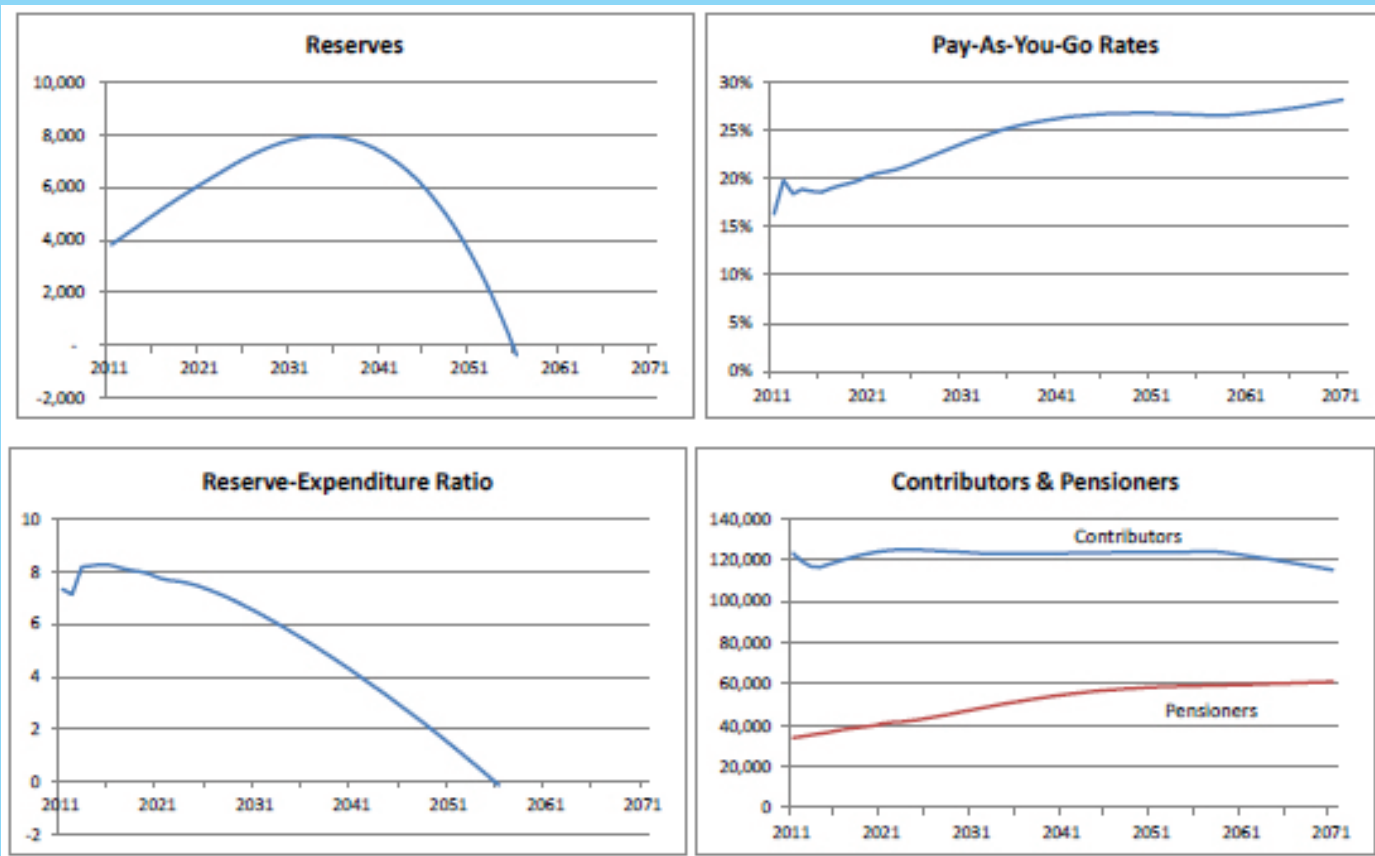 Reserves
10,000
8,000
6,000
4,000
2,000
-
-2,000
2011 2021 2031 2041 2051 2061 2071
Pay-As-You-Go Rates
30%
25%
20%
15%
10%
5%
0%
2011 2021 2031 2041 2051 2061 2071
Reserve-Expenditure Ratio
10
8
6
4
2
0
2011 2021 2031 2041 2051 2061 2071
-2
Contributors & Pensioners
140,000
120,000
100,000
80,000
60,000
40,000
20,000
0
Contributors
Pensioners
2011 2021 2031 2041 2051 2061 2071